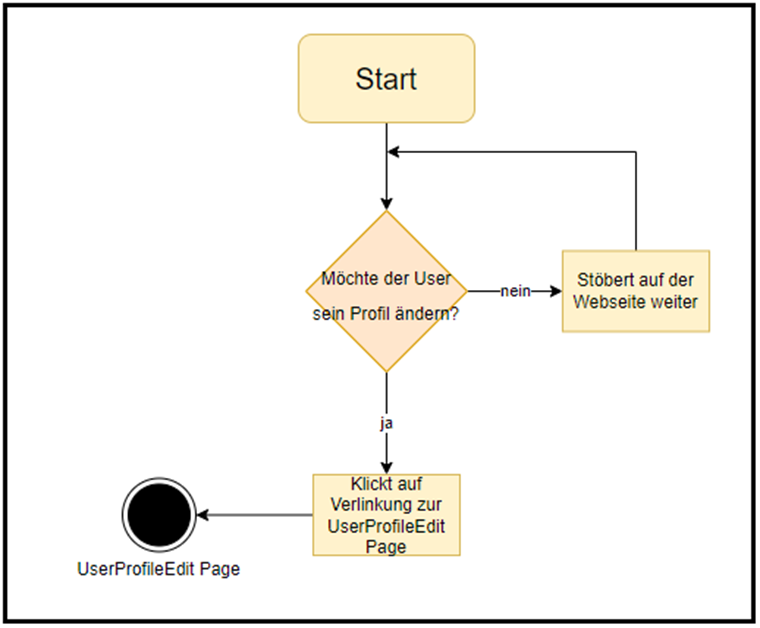 Start
Möchte der User
sein Profil ändern?
nein
Stöbert auf der
Webseite weiter
ja
Klickt auf
Verlinkung zur
UserProfileEdit
Page
UserProfileEdit Page